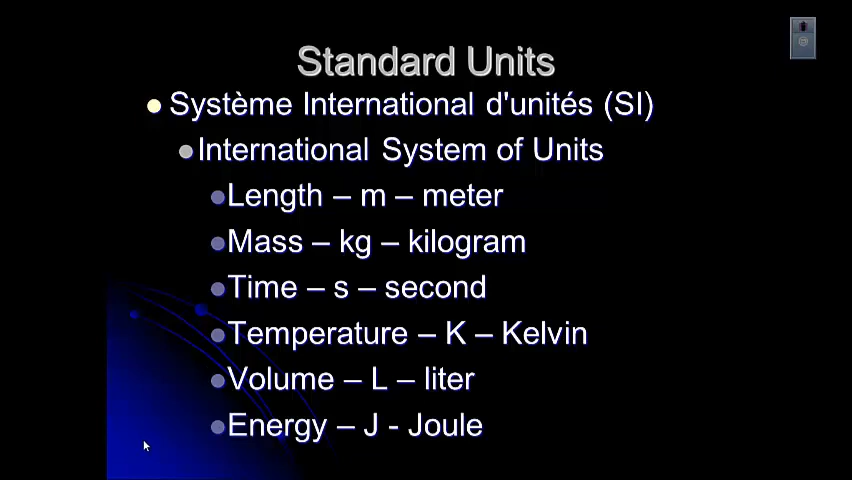 Standard Units
Système International d'unités (SI)
International System of Units
Length – m – meter
Mass – kg – kilogram
Time – s – second
Temperature – K – Kelvin
Volume – L – liter
Energy – J - Joule